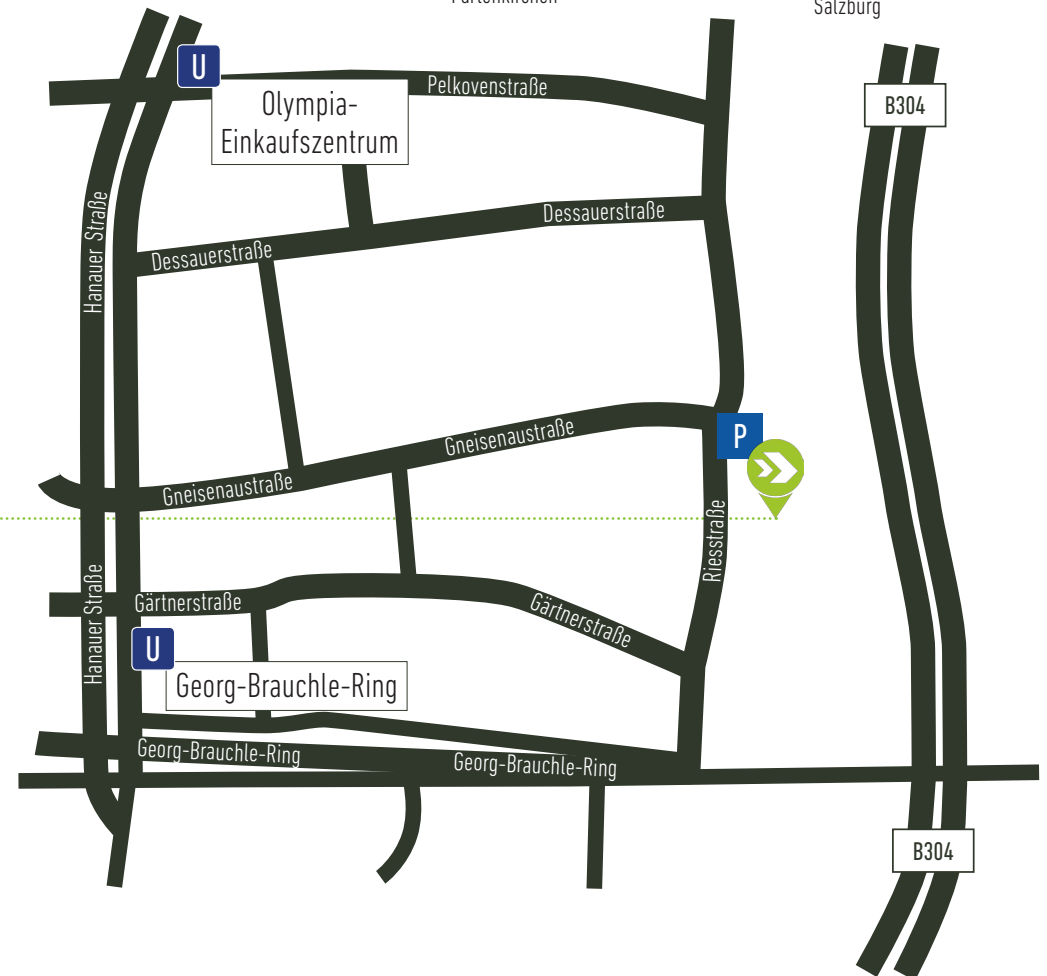 Salzburg
U
Olympia-
Einkaufszentrum
Pelkovenstraße
B304
Hanauer Straße
Dessauerstraße
Dessauerstraße
Gneisenaustraße
Gneisenaustraße
P
Riesstraße
Hanauer Straße
Gärtnerstraße
Gärtnerstraße
U
Georg-Brauchle-Ring
Georg-Brauchle-Ring
Georg-Brauchle-Ring
B304